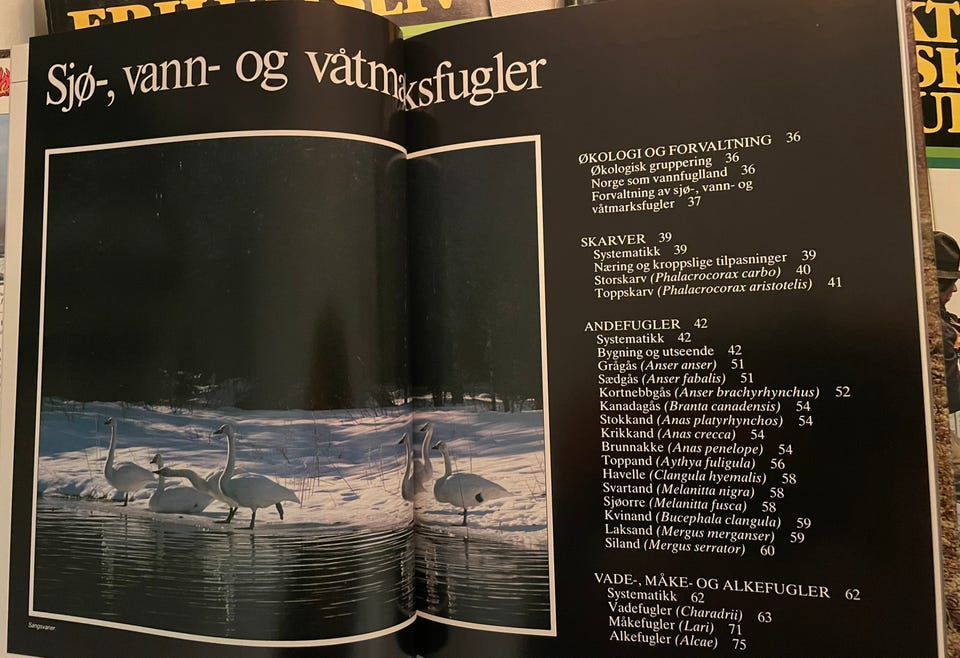 FRILUFTSLIV
Sjø-, vann- og våtmarksfugler
ØKOLOGI OG FORVALTNING 36
Økologisk gruppering 36
Norge som vannfuglland 36
Forvaltning av sjø-, vann- og
våtmarksfugler 37
SKARVER 39
Systematikk 39
Næring og kroppslige tilpasninger 39
Storskarv (Phalacrocorax carbo) 40
Toppskarv (Phalacrocorax aristotelis) 41
ANDEFUGLER 42
Systematikk 42
Bygning og utseende 42
Grågås (Anser anser) 51
Sædgås (Anser fabalis) 51
Kortnebbgås (Anser brachyrhynchus) 52
Kanadagås (Branta canadensis) 54
Stokkand (Anas platyrhynchos) 54
Krikkand (Anas crecca) 54
Brunnakke (Anas penelope) 54
Toppand (Aythya fuligula) 56
Havelle (Clangula hyemalis) 58
Svartand (Melanitta nigra) 58
Sjøorre (Melanitta fusca) 58
Kvinand (Bucephala clangula) 59
Laksand (Mergus merganser) 59
Siland (Mergus serrator) 60
VADE-, MÅKE- OG ALKEFUGLER 62
Systematikk 62
Vadefugler (Charadrii) 63
Måkefugler (Lari) 71
Alkefugler (Alcae) 75
Sangsvaner